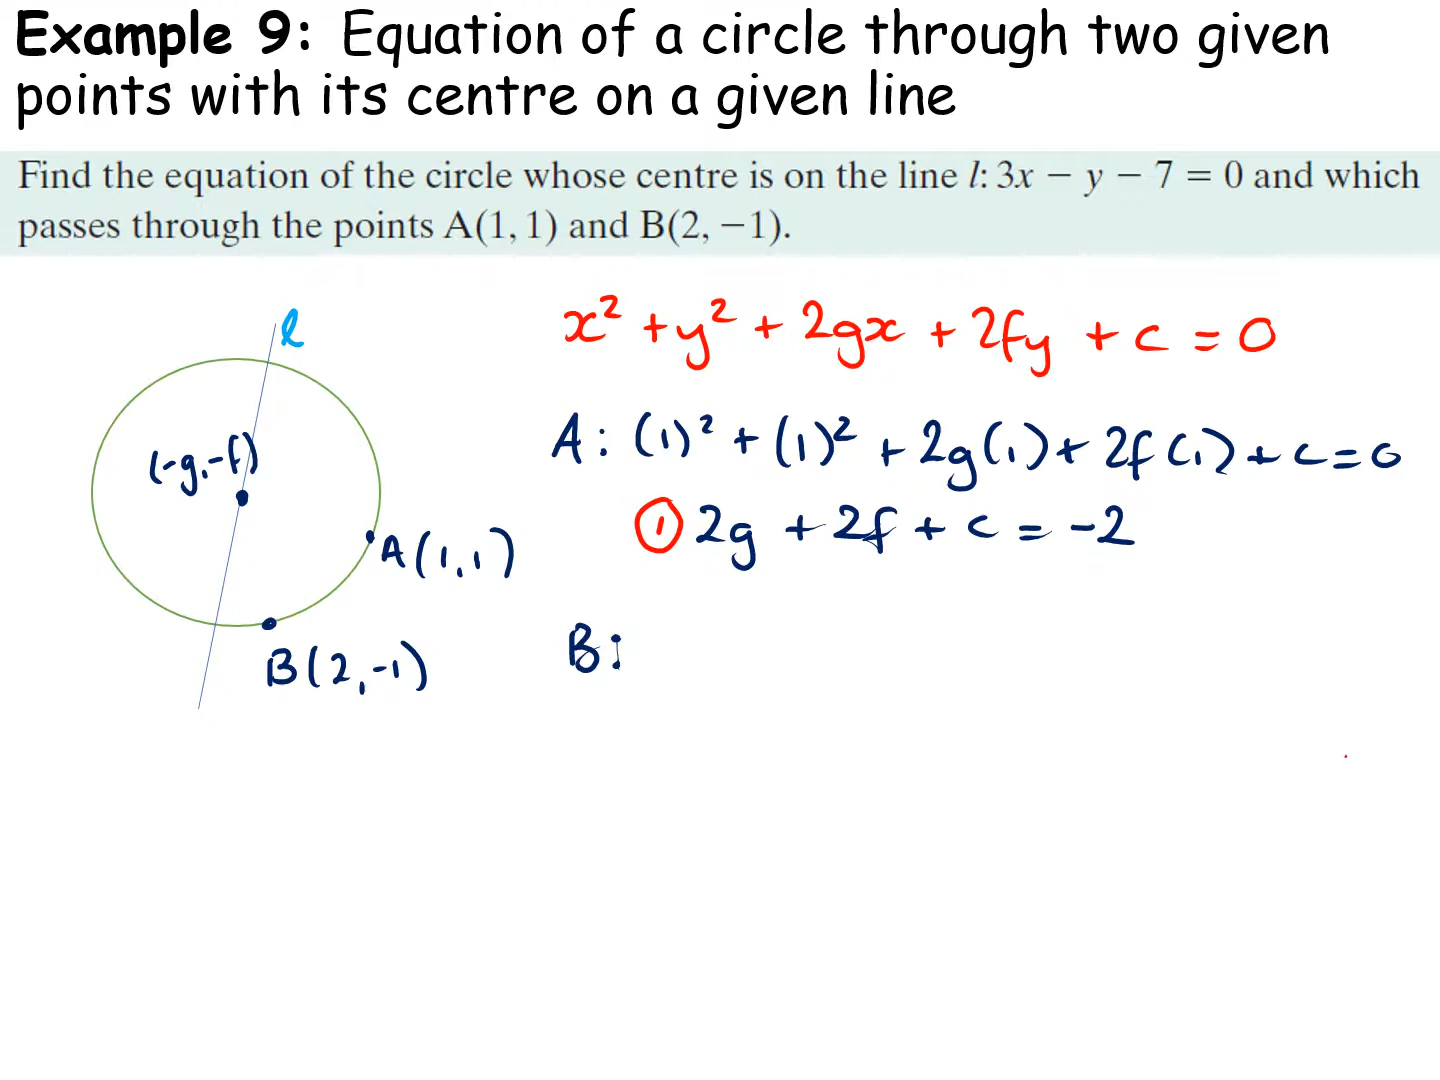 Example 9: Equation of a circle through two given
points with its centre on a given line
Find the equation of the circle whose centre is on the line l: 3x − y − 7 = 0 and which
passes through the points A(1, 1) and B(2, −1).
l
x² + y² + 2gx + 2fy + c = 0
A: (1)² + (1)² + 2g(1) + 2f(1) + c = 0
(-g, -f)
① 2g + 2f + c = -2
A(1, 1)
B(2, -1)
B: